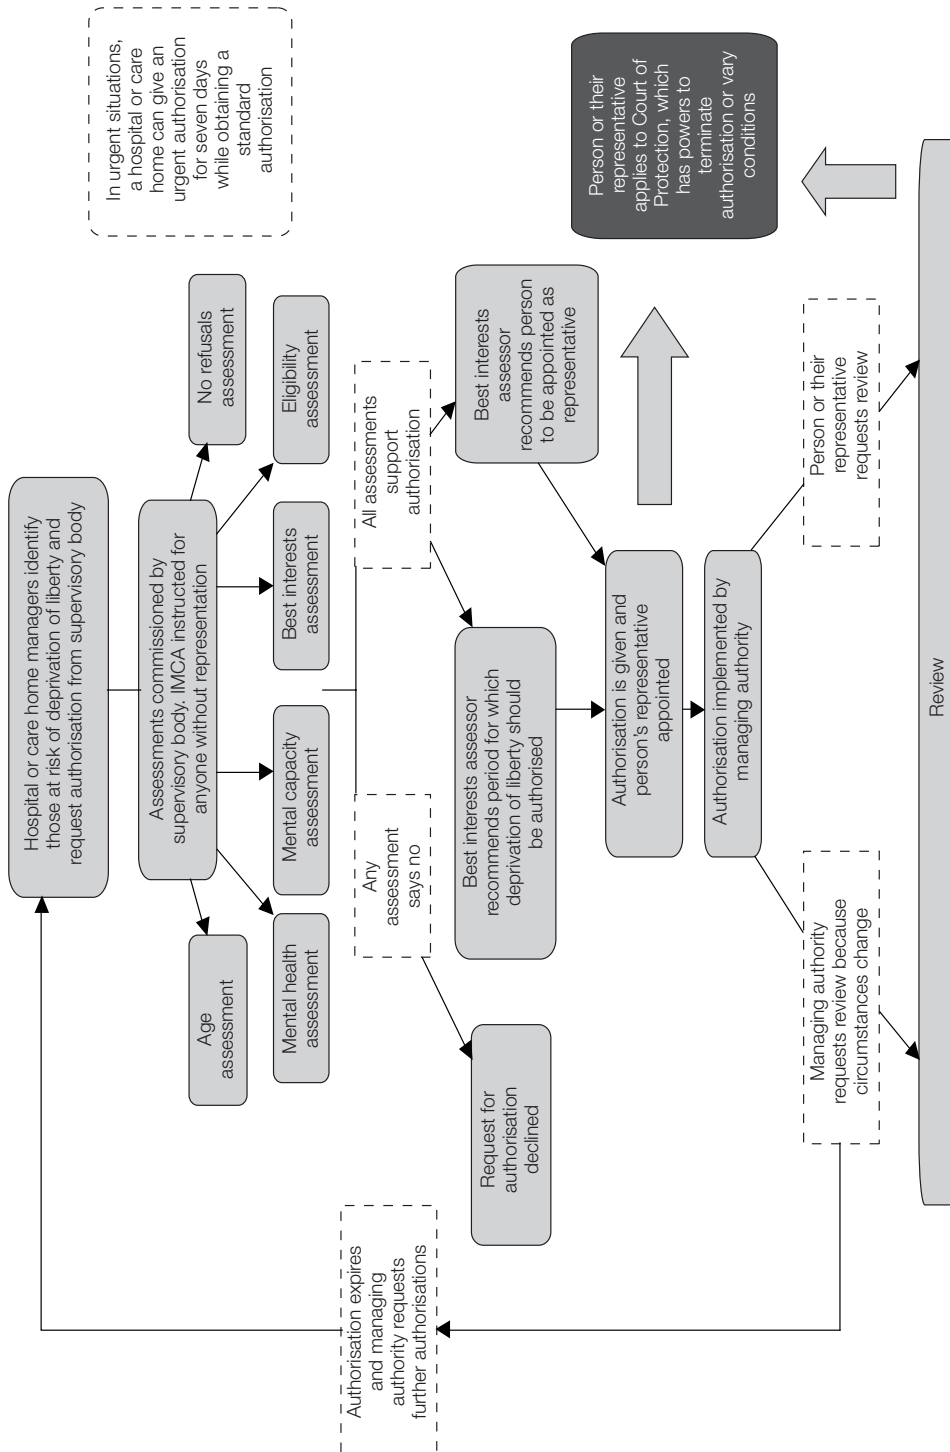 In urgent situations,
a hospital or care
home can give an
urgent authorisation
for seven days
while obtaining a
standard
authorisation
Hospital or care home managers identify
those at risk of deprivation of liberty and
request authorisation from supervisory body
Assessments commissioned by
supervisory body. IMCA instructed for
anyone without representation
Age
assessment
No refusals
assessment
Mental health
assessment
Mental capacity
assessment
Best interests
assessment
Eligibility
assessment
Authorisation expires
and managing
authority requests
further authorisations
Any
assessment
says no
All assessments
support
authorisation
Request for
authorisation
declined
Best interests assessor
recommends period for which
deprivation of liberty should
be authorised
Best interests
assessor
recommends person
to be appointed as
representative
Person or their
representative
applies to Court of
Protection, which
has powers to
terminate
authorisation or vary
conditions
Authorisation is given and
person's representative
appointed
Authorisation implemented by
managing authority
Managing authority
requests review because
circumstances change
Person or their
representative
requests review
Review